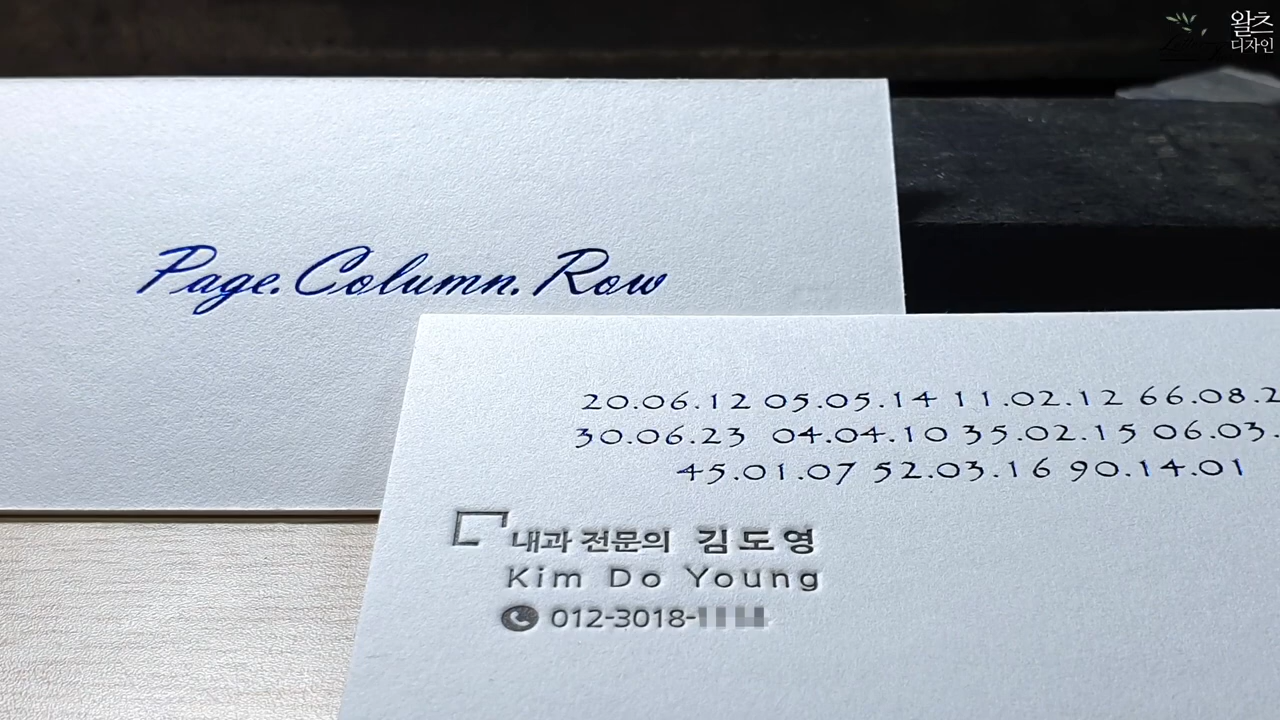 왈츠
디자인
Page. Column. Row
20.06.12 05.05.14 11.02.12 66.08.2
30.06.23 04.04.10 35.02.15 06.03.
45.01.07 52.03.16 90.14.01
내과 전문의 김도영
Kim Do Young
012-3018-